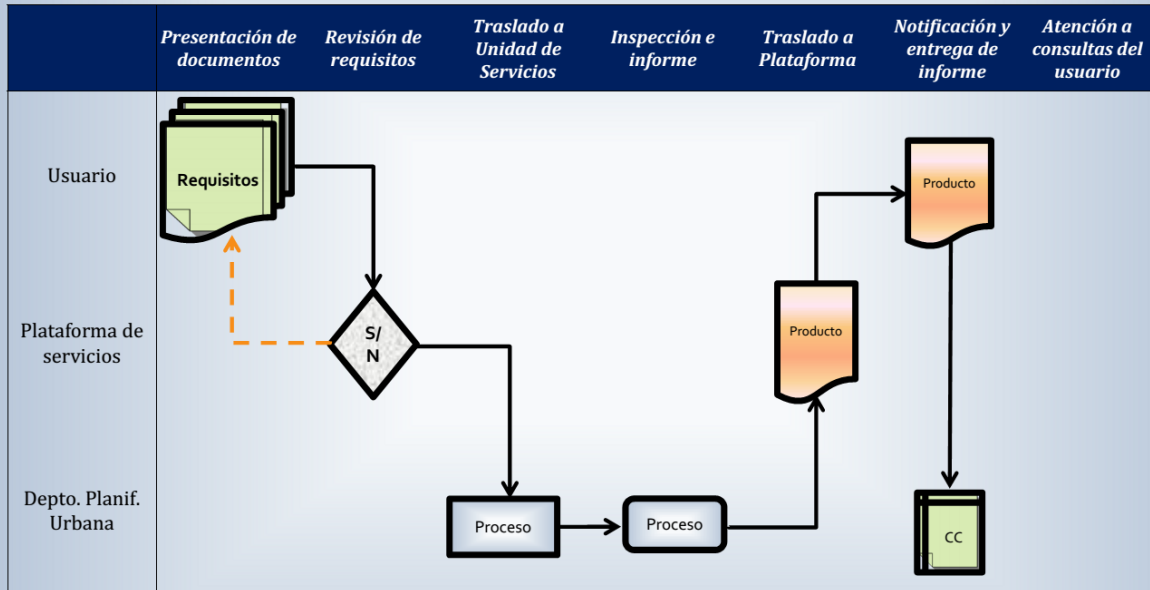 Presentación de
documentos
Revisión de
requisitos
Traslado a
Unidad de
Servicios
Inspección e
informe
Traslado a
Plataforma
Notificación y
entrega de
informe
Atención a
consultas del
usuario
Usuario
Requisitos
Producto
Plataforma de
servicios
S/
N
Producto
Depto. Planif.
Urbana
Proceso
Proceso
CC